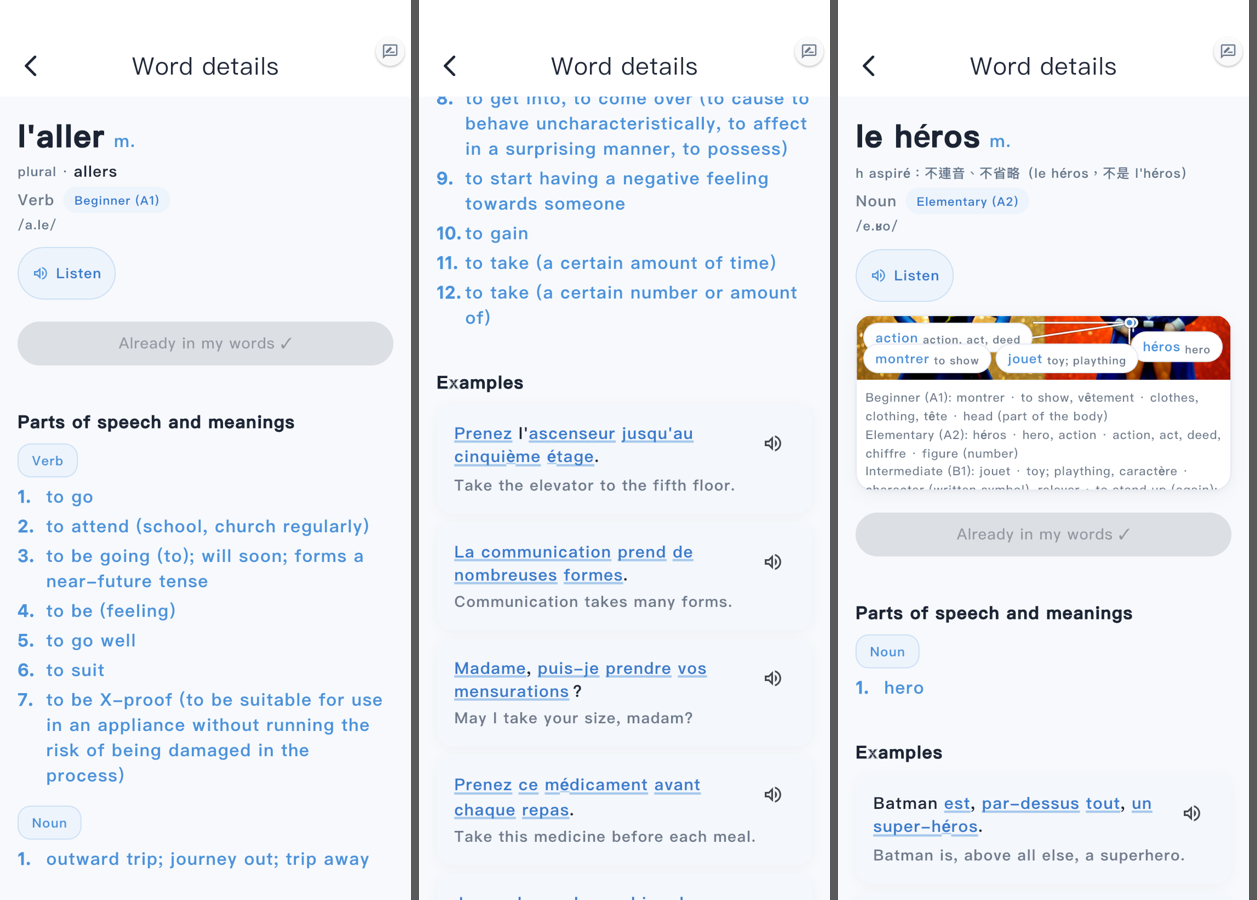 Word details
l'aller m.
plural · allers
Verb Beginner (A1)
/a.le/
Listen
Already in my words ✓
Parts of speech and meanings
Verb
1. to go
2. to attend (school, church regularly)
3. to be going (to); will soon; forms a
near-future tense
4. to be (feeling)
5. to go well
6. to suit
7. to be X-proof (to be suitable for use
in an appliance without running the
risk of being damaged in the
process)
Noun
1. outward trip; journey out; trip away
Word details
8. to get into, to come over (to cause to
behave uncharacteristically, to affect
in a surprising manner, to possess)
9. to start having a negative feeling
towards someone
10. to gain
11. to take (a certain amount of time)
12. to take (a certain number or amount
of)
Examples
Prenez l'ascenseur jusqu'au
cinquième étage.
Take the elevator to the fifth floor.
La communication prend de
nombreuses formes.
Communication takes many forms.
Madame, puis-je prendre vos
mensurations ?
May I take your size, madam?
Prenez ce médicament avant
chaque repas.
Take this medicine before each meal.
Word details
le héros m.
h aspiré：不連音、不省略（le héros，不是 l'héros）
Noun Elementary (A2)
/e.ʁo/
Listen
action action, act, deed
montrer to show
jouet toy; plaything
héros hero
Beginner (A1): montrer · to show, vêtement · clothes,
clothing, tête · head (part of the body)
Elementary (A2): héros · hero, action · action, act, deed,
chiffre · figure (number)
Intermediate (B1): jouet · toy; plaything, caractère ·
character (written symbol), relever · to stand up (again);
Already in my words ✓
Parts of speech and meanings
Noun
1. hero
Examples
Batman est, par-dessus tout, un
super-héros.
Batman is, above all else, a superhero.